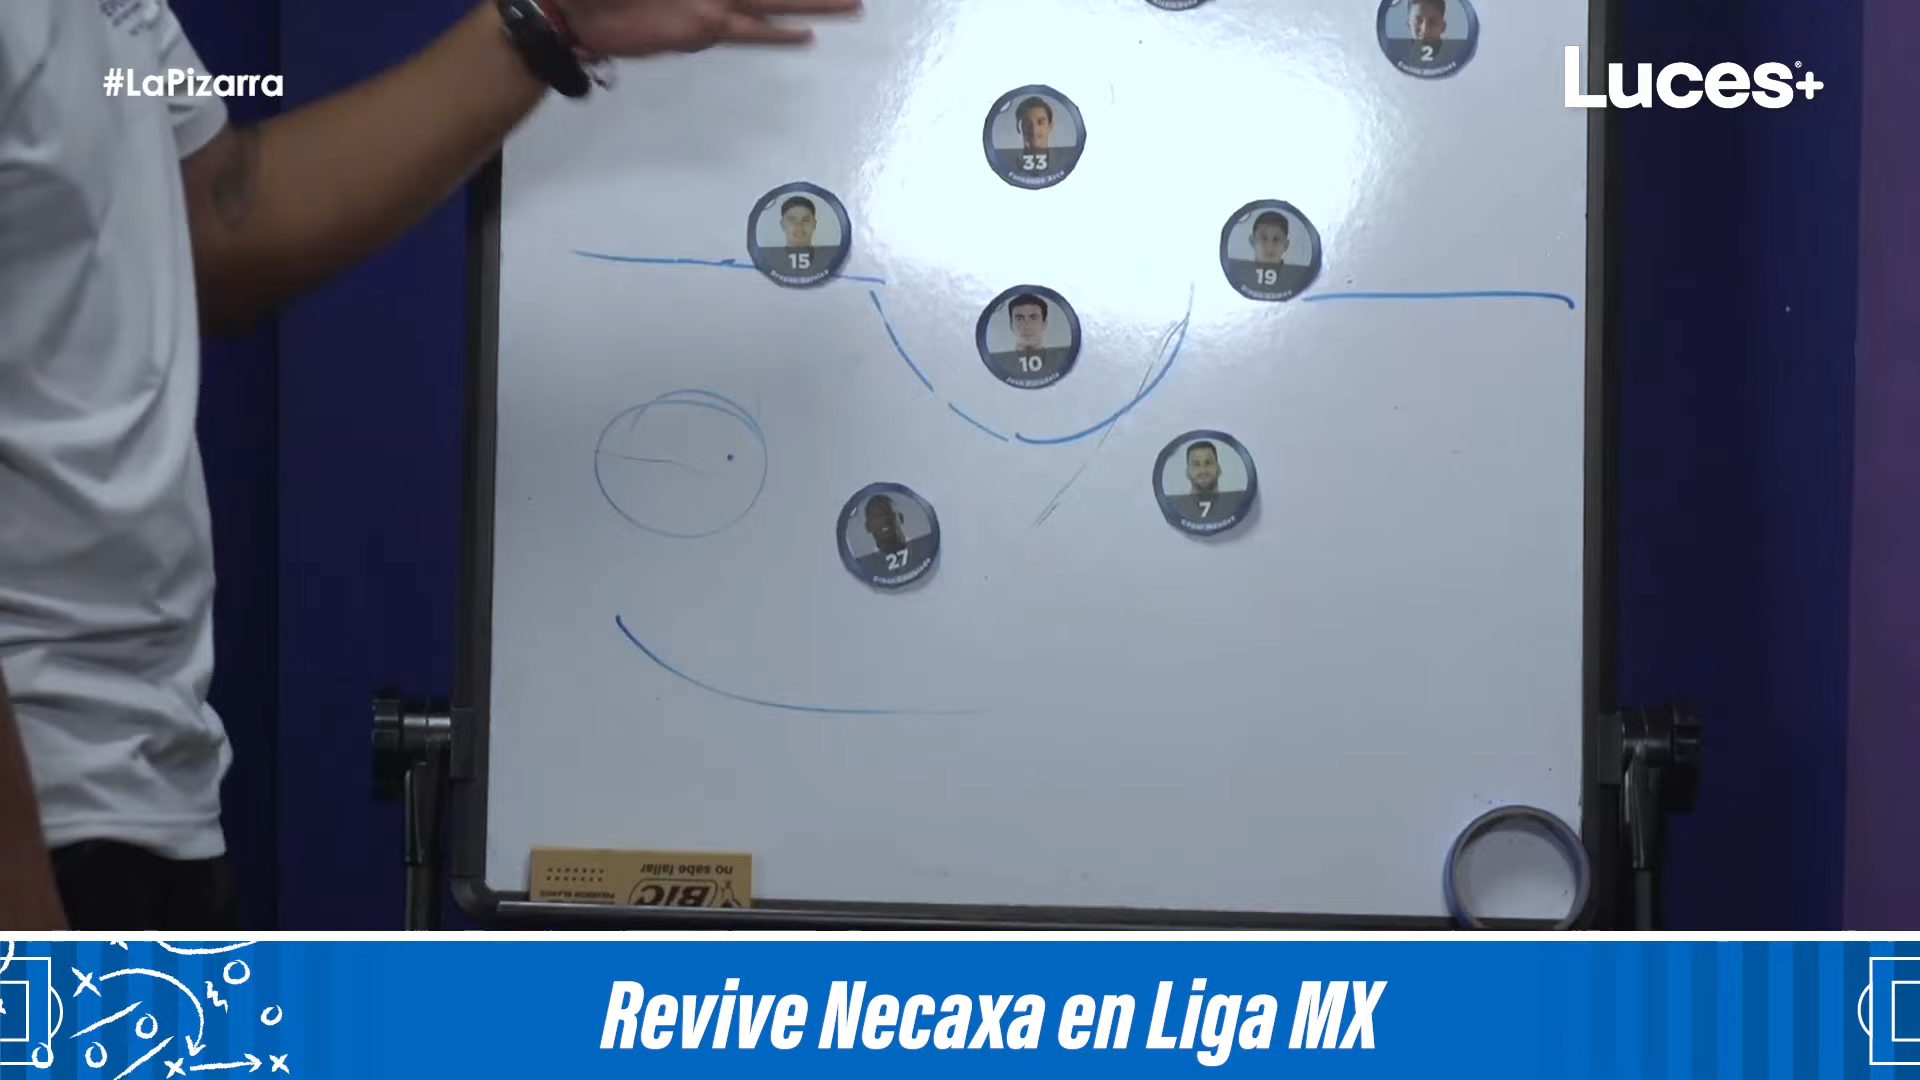 #LaPizarra
Luces+
2
33
15
19
10
7
27
no sabe fallar
BIC
Revive Necaxa en Liga MX